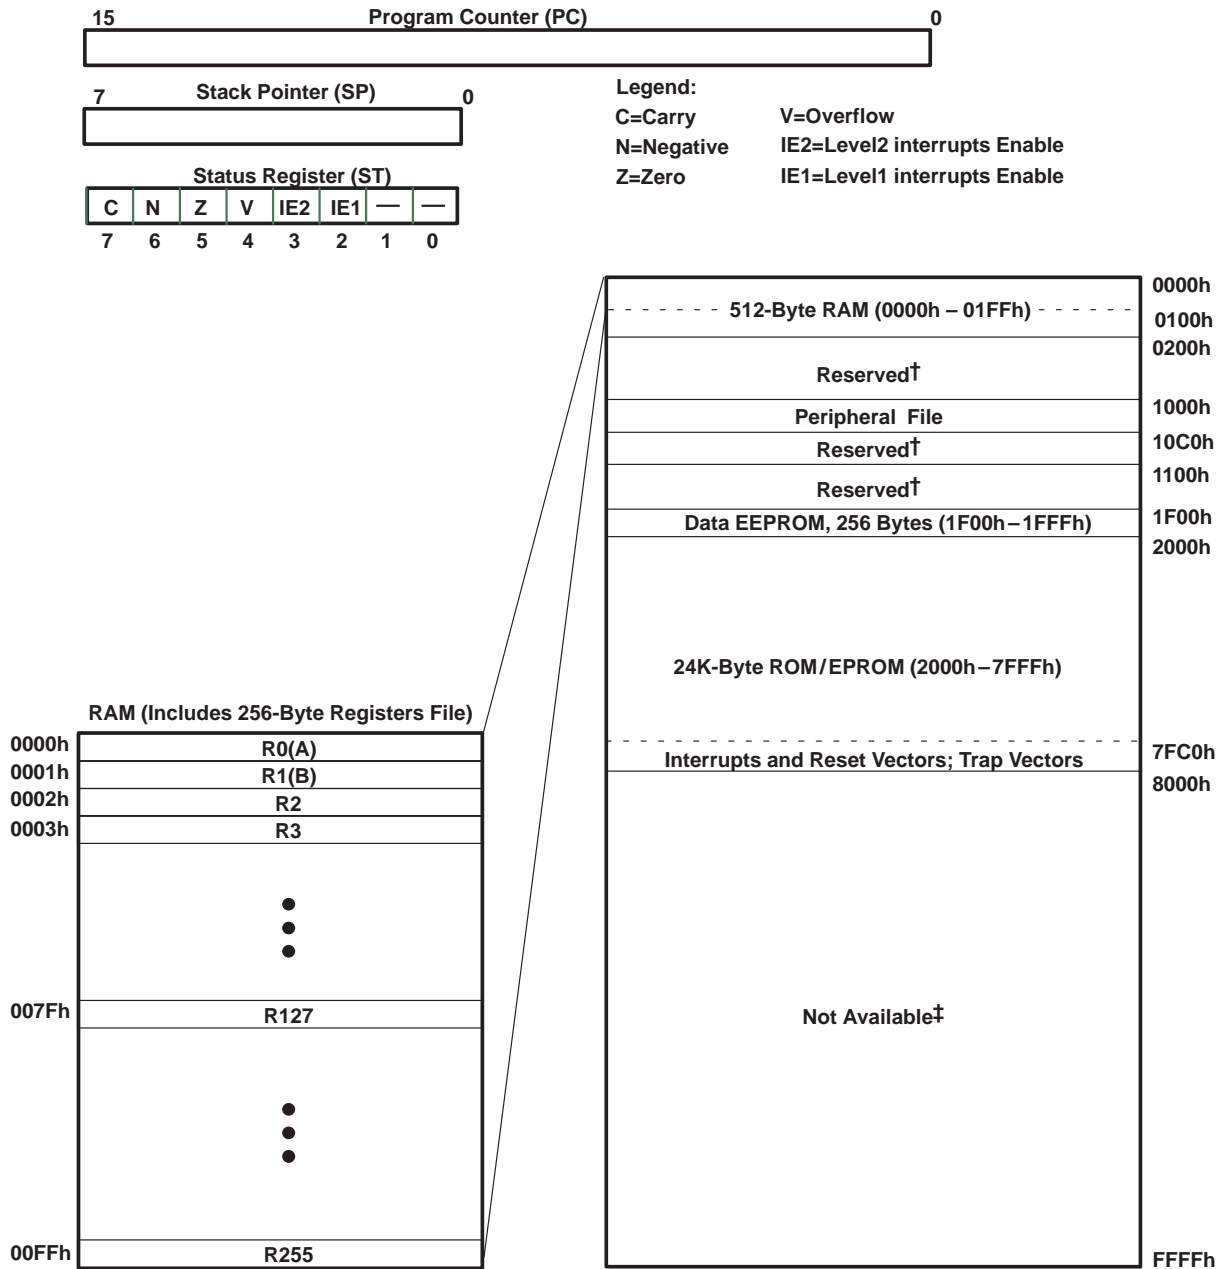 15 Program Counter (PC) 0
7 Stack Pointer (SP) 0
Status Register (ST)
C N Z V IE2 IE1 — —
7 6 5 4 3 2 1 0
Legend:
C=Carry V=Overflow
N=Negative IE2=Level2 interrupts Enable
Z=Zero IE1=Level1 interrupts Enable
RAM (Includes 256-Byte Registers File)
0000h R0(A)
0001h R1(B)
0002h R2
0003h R3
007Fh R127
00FFh R255
0000h
512-Byte RAM (0000h – 01FFh)
0100h
0200h
Reserved†
1000h
Peripheral File
10C0h
Reserved†
1100h
Reserved†
1F00h
Data EEPROM, 256 Bytes (1F00h–1FFFh)
2000h
24K-Byte ROM/EPROM (2000h–7FFFh)
7FC0h
Interrupts and Reset Vectors; Trap Vectors
8000h
Not Available‡
FFFFh